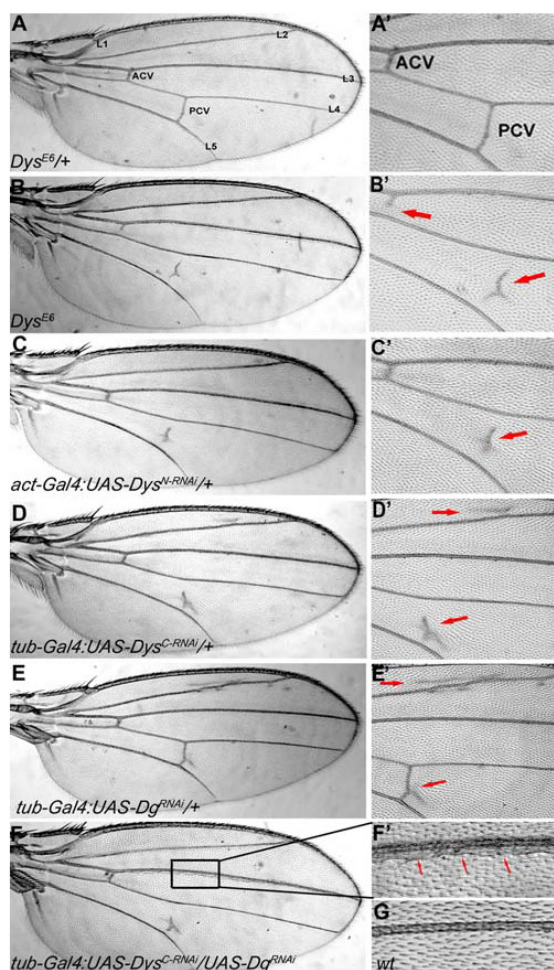 A
L1
L2
L3
L4
L5
ACV
PCV
Dys^E6/+
A'
ACV
PCV
B
Dys^E6
B'
C
act-Gal4:UAS-Dys^N-RNAi/+
C'
D
tub-Gal4:UAS-Dys^C-RNAi/+
D'
E
tub-Gal4:UAS-Dg^RNAi/+
E'
F
tub-Gal4:UAS-Dys^C-RNAi/UAS-Dg^RNAi
F'
G
wt